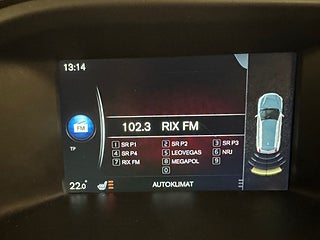 13:14
FM
TP
102.3 RIX FM
1 SR P1 2 SR P2 3 SR P3
4 SR P4 5 LEOVEGAS 6 NRJ
7 RIX FM 8 MEGAPOL 9
0
22.0° AUTOKLIMAT